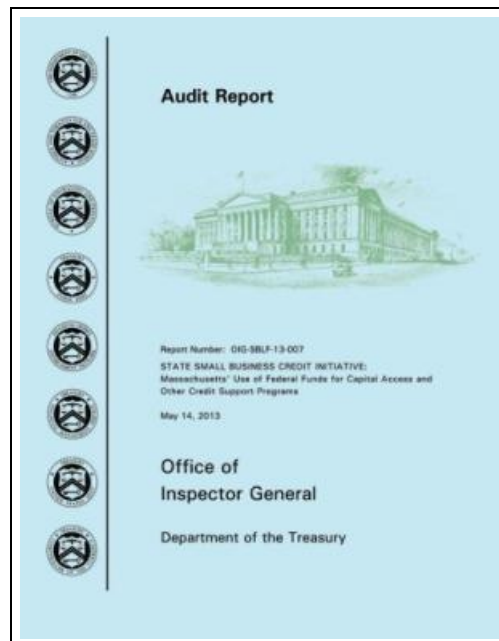 Audit Report
Report Number: OIG-SBLF-13-007
STATE SMALL BUSINESS CREDIT INITIATIVE:
Massachusetts' Use of Federal Funds for Capital Access and
Other Credit Support Programs
May 14, 2013
Office of
Inspector General
Department of the Treasury